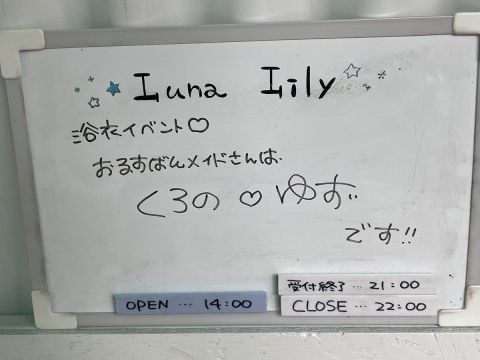 Luna Lily
浴衣イベント♡
おるすばんメイドさんは
くろの♡ゆず
です!!
受付終了…21:00
OPEN…14:00
CLOSE…22:00